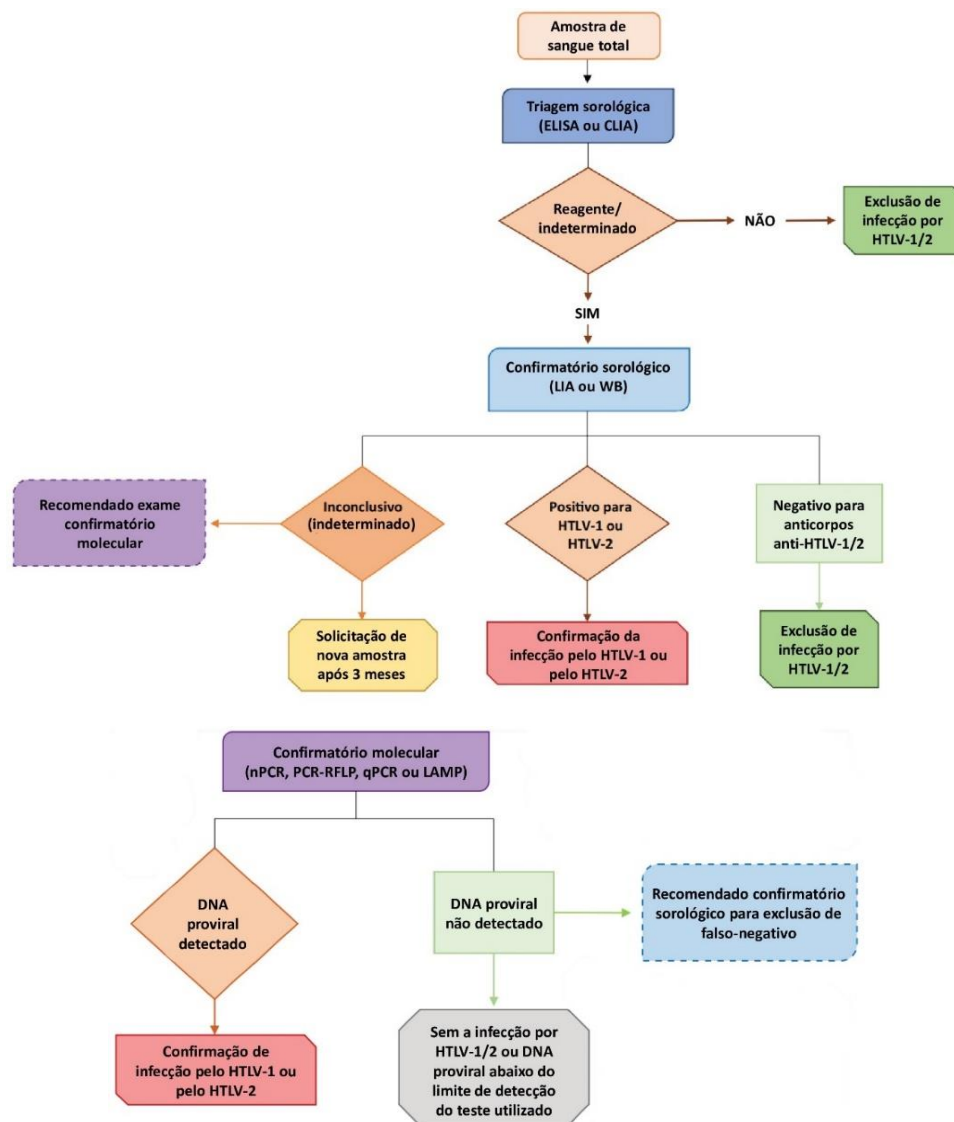 Amostra de
sangue total
Triagem sorológica
(ELISA ou CLIA)
Reagente/
indeterminado
NÃO
Exclusão de
infecção por
HTLV-1/2
SIM
Confirmatório sorológico
(LIA ou WB)
Recomendado exame
confirmatório
molecular
Inconclusivo
(indeterminado)
Positivo para
HTLV-1 ou
HTLV-2
Negativo para
anticorpos
anti-HTLV-1/2
Solicitação de
nova amostra
após 3 meses
Confirmação da
infecção pelo HTLV-1 ou
pelo HTLV-2
Exclusão de
infecção por
HTLV-1/2
Confirmatório molecular
(nPCR, PCR-RFLP, qPCR ou LAMP)
DNA
proviral
detectado
DNA proviral
não detectado
Recomendado confirmatório
sorológico para exclusão de
falso-negativo
Confirmação de
infecção pelo HTLV-1 ou
pelo HTLV-2
Sem a infecção por
HTLV-1/2 ou DNA
proviral abaixo do
limite de detecção
do teste utilizado